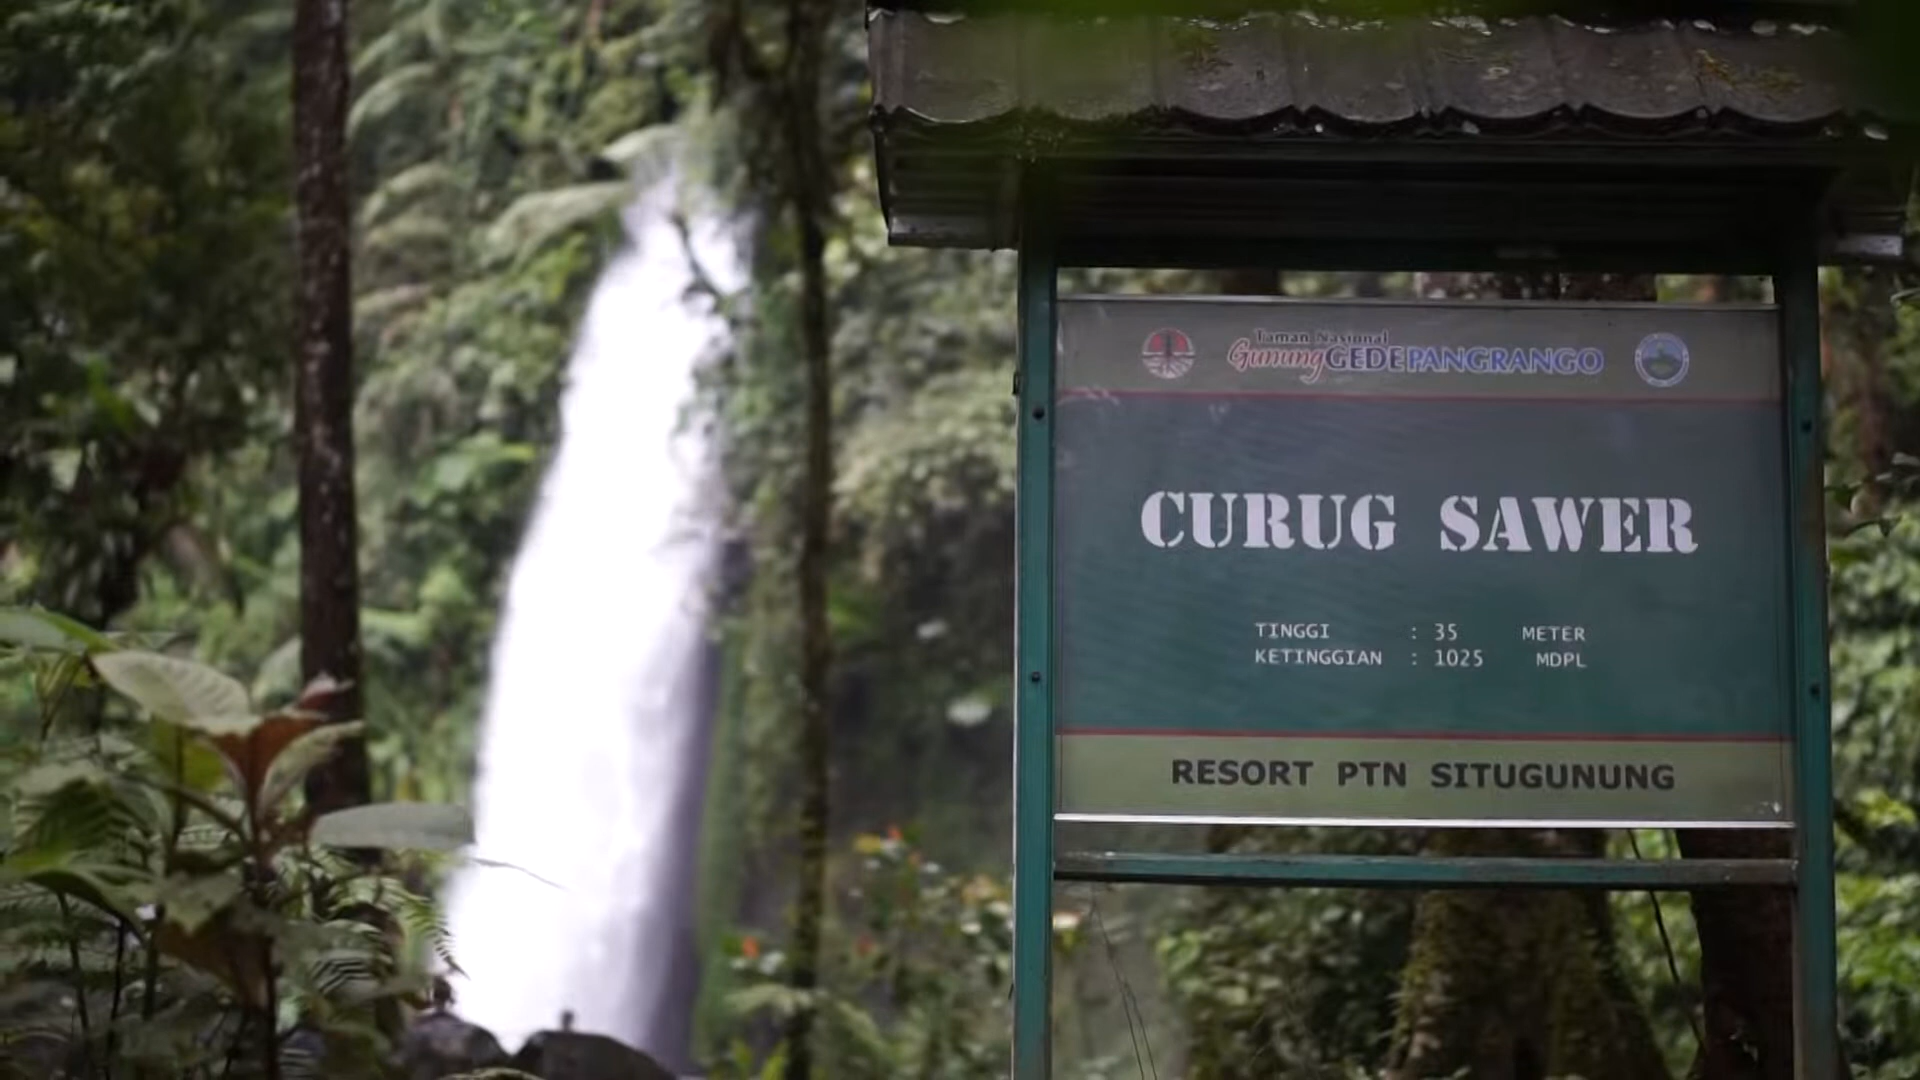 Taman Nasional
Gunung GEDE PANGRANGO
CURUG SAWER
TINGGI : 35 METER
KETINGGIAN : 1025 MDPL
RESORT PTN SITUGUNUNG